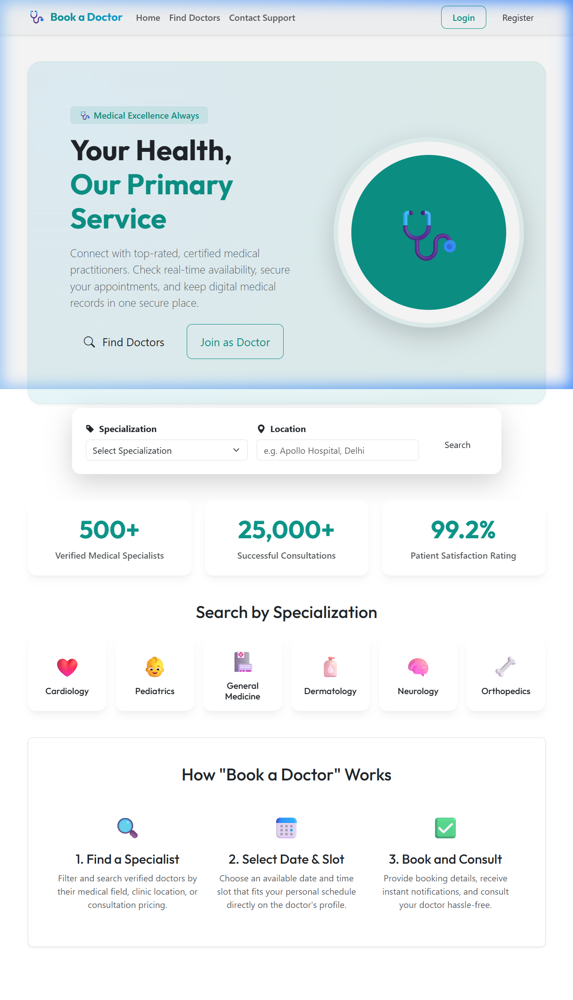 Book a Doctor
Home
Find Doctors
Contact Support
Login
Register
Medical Excellence Always
Your Health,
Our Primary
Service
Connect with top-rated, certified medical
practitioners. Check real-time availability, secure
your appointments, and keep digital medical
records in one secure place.
Find Doctors
Join as Doctor
Specialization
Select Specialization
Location
e.g. Apollo Hospital, Delhi
Search
500+
Verified Medical Specialists
25,000+
Successful Consultations
99.2%
Patient Satisfaction Rating
Search by Specialization
Cardiology
Pediatrics
General
Medicine
Dermatology
Neurology
Orthopedics
How "Book a Doctor" Works
1. Find a Specialist
Filter and search verified doctors by
their medical field, clinic location, or
consultation pricing.
2. Select Date & Slot
Choose an available date and time
slot that fits your personal schedule
directly on the doctor's profile.
3. Book and Consult
Provide booking details, receive
instant notifications, and consult
your doctor hassle-free.